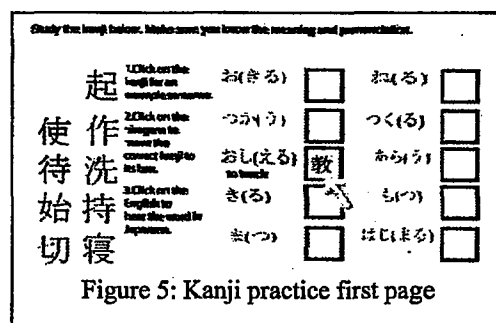 Study the kanji below. Make sure you know the meaning and pronunciation.
起
使 作
待 洗
始 持
切 寝
1.Click on the kanji for an example sentence.
2.Click on the hiragana to move the correct kanji to its box.
3.Click on the English to hear the word in Japanese.
お(きる)
ね(る)
つか(う)
つく(る)
おし(える)
to teach
教
あら(う)
き(る)
も(つ)
ま(つ)
はじ(まる)
Figure 5: Kanji practice first page